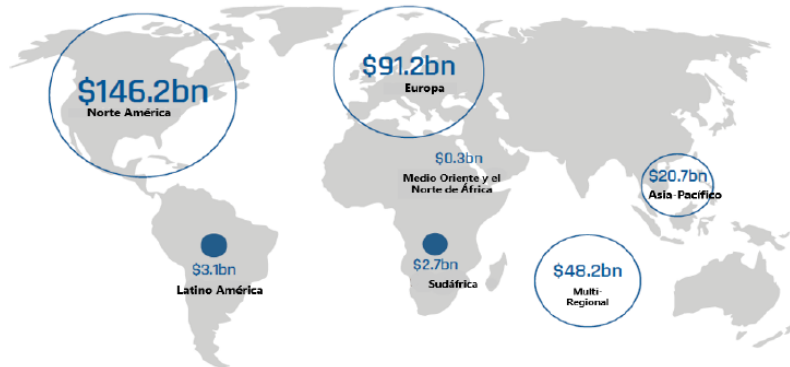 $146.2bn
Norte América
$91.2bn
Europa
$0.3bn
Medio Oriente y el
Norte de África
$20.7bn
Asia-Pacífico
$3.1bn
Latino América
$2.7bn
Sudáfrica
$48.2bn
Multi-
Regional